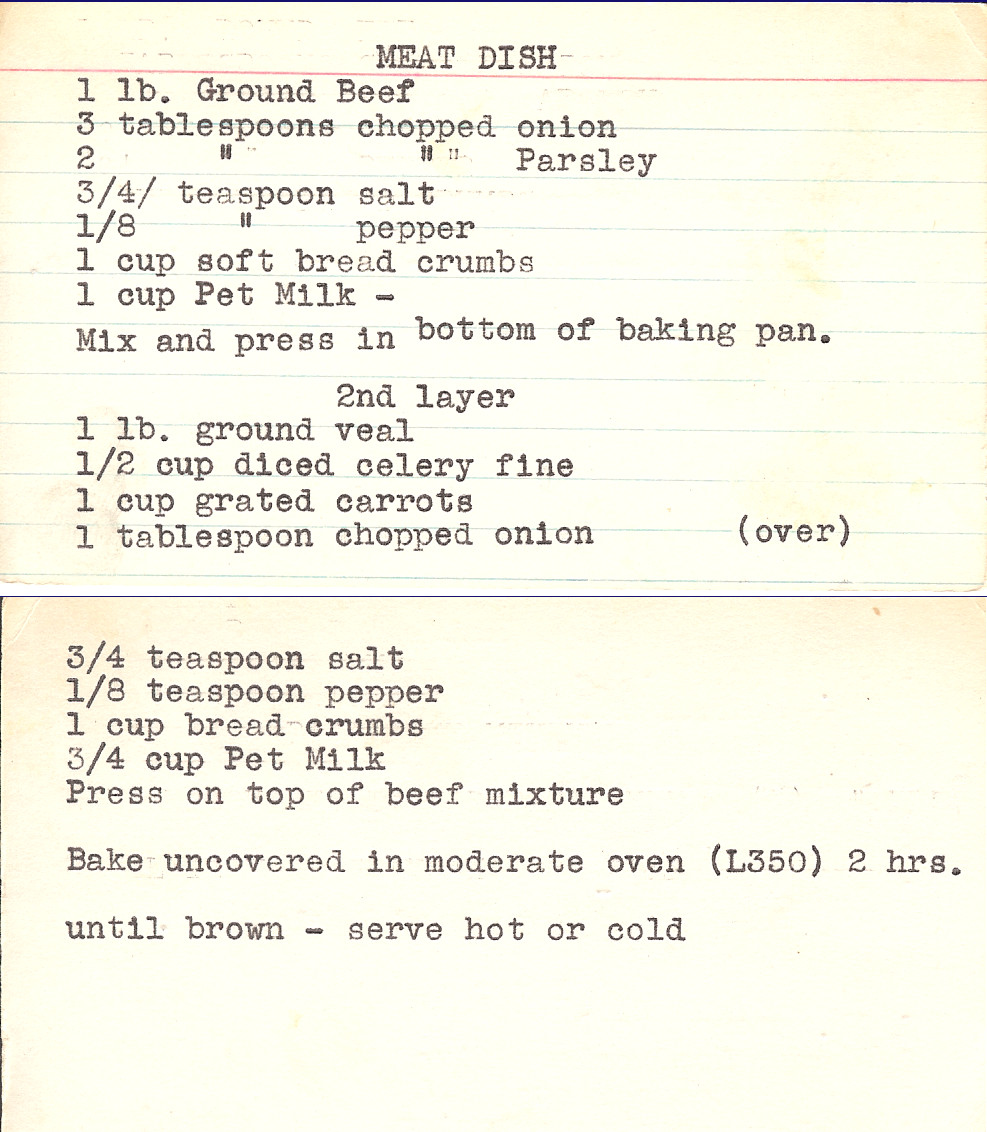 MEAT DISH
1 lb. Ground Beef
3 tablespoons chopped onion
2 " " " Parsley
3/4/ teaspoon salt
1/8 " pepper
1 cup soft bread crumbs
1 cup Pet Milk -
Mix and press in bottom of baking pan.
2nd layer
1 lb. ground veal
1/2 cup diced celery fine
1 cup grated carrots
1 tablespoon chopped onion (over)
3/4 teaspoon salt
1/8 teaspoon pepper
1 cup bread crumbs
3/4 cup Pet Milk
Press on top of beef mixture
Bake uncovered in moderate oven (L350) 2 hrs.
until brown - serve hot or cold